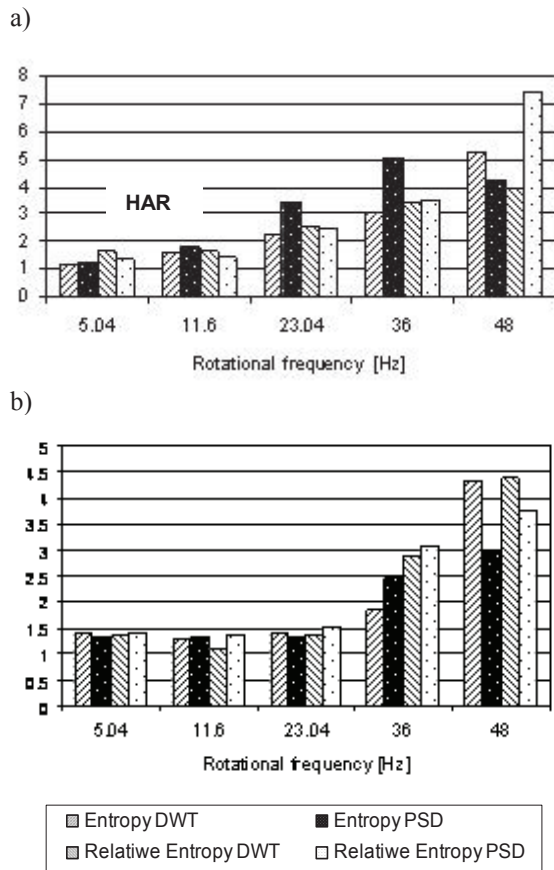 a)
8
7
6
5
4
3
2
1
0
HAR
5.04 11.6 23.04 36 48
Rotational frequency [Hz]
b)
5
4.5
4
3.5
3
2.5
2
1.5
1
0.5
0
5.04 11.6 23.04 36 48
Rotational frequency [Hz]
Entropy DWT Entropy PSD
Relatiwe Entropy DWT Relatiwe Entropy PSD